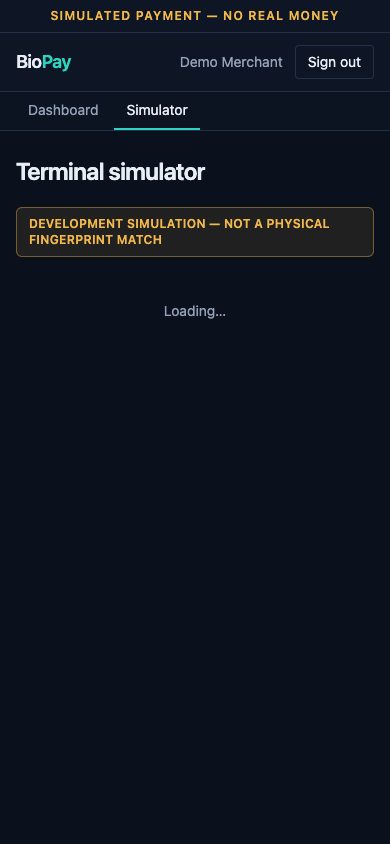 SIMULATED PAYMENT — NO REAL MONEY
BioPay
Demo Merchant
Sign out
Dashboard
Simulator
Terminal simulator
DEVELOPMENT SIMULATION — NOT A PHYSICAL
FINGERPRINT MATCH
Loading...